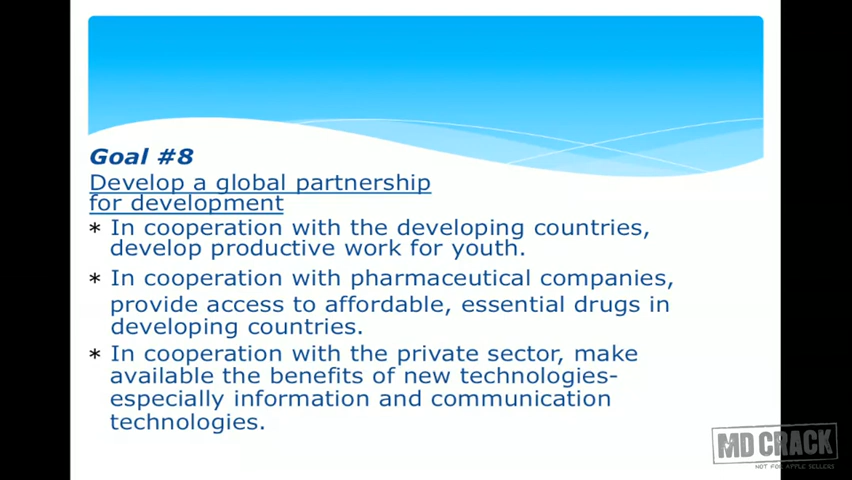 Goal #8
Develop a global partnership
for development
* In cooperation with the developing countries,
develop productive work for youth.
* In cooperation with pharmaceutical companies,
provide access to affordable, essential drugs in
developing countries.
* In cooperation with the private sector, make
available the benefits of new technologies-
especially information and communication
technologies.
MD CRACK
NOT FOR APPLE SELLERS